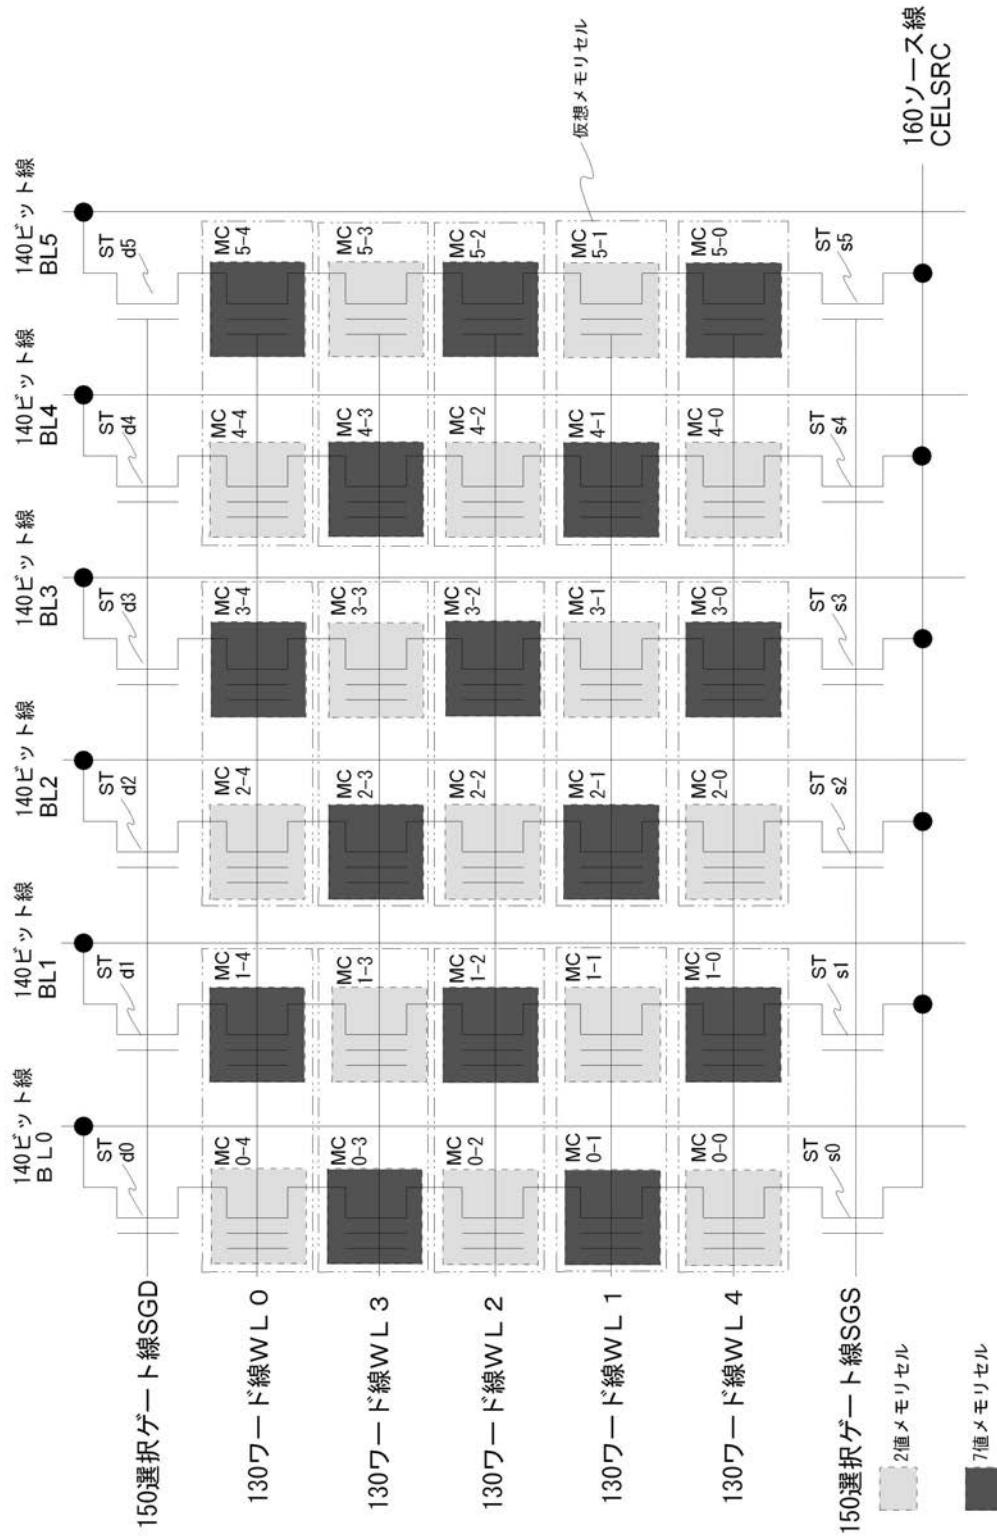 140ビット線
BL0
140ビット線
BL1
140ビット線
BL2
140ビット線
BL3
140ビット線
BL4
140ビット線
BL5
150選択ゲート線SGD
ST
d0
ST
d1
ST
d2
ST
d3
ST
d4
ST
d5
130ワード線WL0
MC
0-4
MC
1-4
MC
2-4
MC
3-4
MC
4-4
MC
5-4
130ワード線WL3
MC
0-3
MC
1-3
MC
2-3
MC
3-3
MC
4-3
MC
5-3
130ワード線WL2
MC
0-2
MC
1-2
MC
2-2
MC
3-2
MC
4-2
MC
5-2
130ワード線WL1
MC
0-1
MC
1-1
MC
2-1
MC
3-1
MC
4-1
MC
5-1
仮想メモリセル
130ワード線WL4
MC
0-0
MC
1-0
MC
2-0
MC
3-0
MC
4-0
MC
5-0
150選択ゲート線SGS
ST
s0
ST
s1
ST
s2
ST
s3
ST
s4
ST
s5
160ソース線
CELSRC
2値メモリセル
7値メモリセル